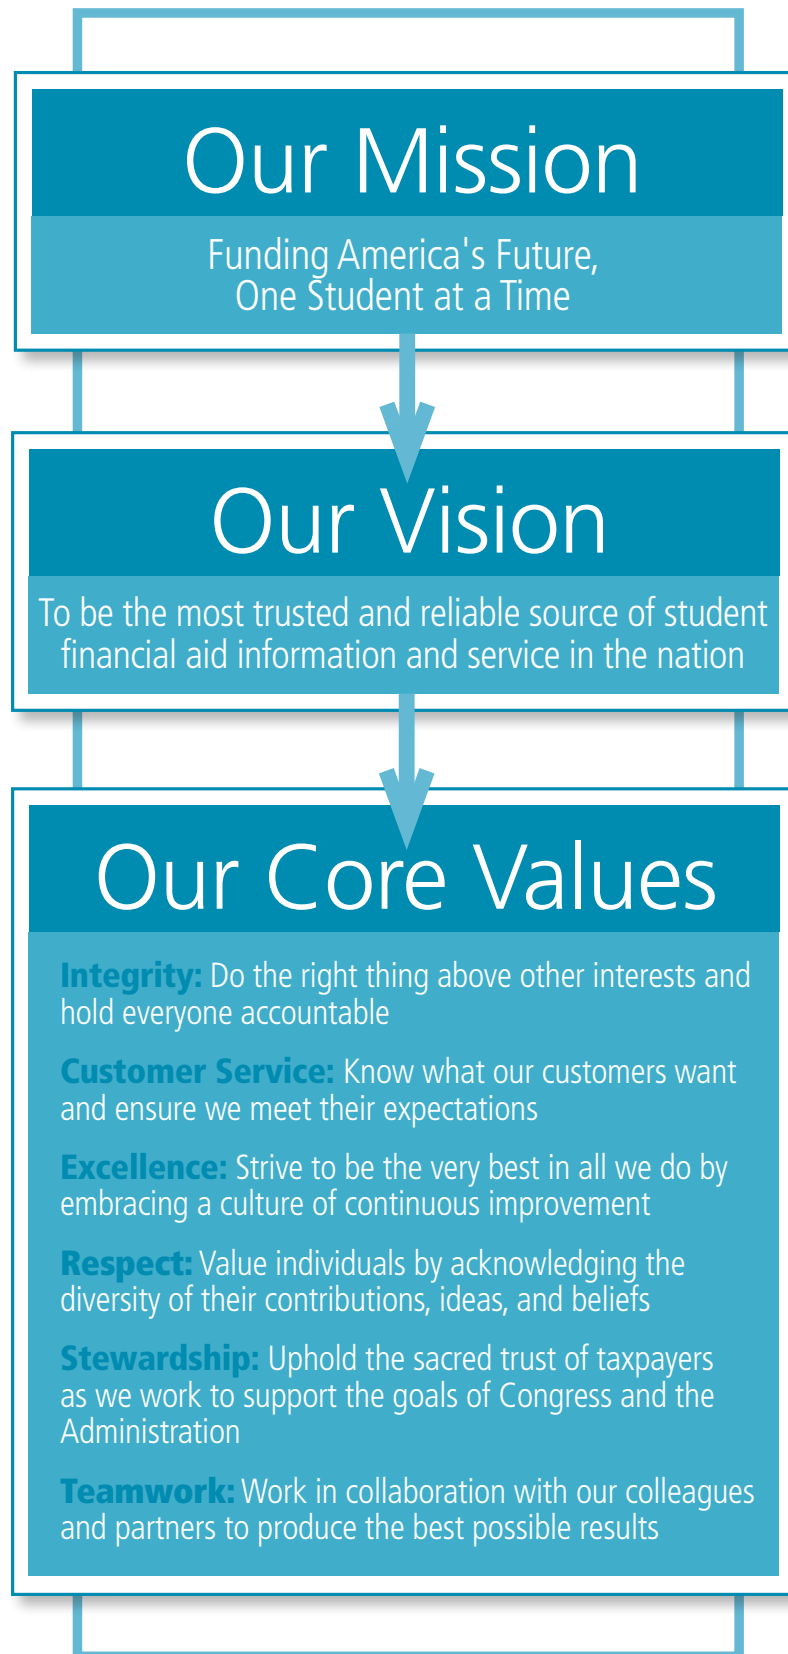 Our Mission
Funding America's Future,
One Student at a Time
Our Vision
To be the most trusted and reliable source of student
financial aid information and service in the nation
Our Core Values
Integrity: Do the right thing above other interests and
hold everyone accountable
Customer Service: Know what our customers want
and ensure we meet their expectations
Excellence: Strive to be the very best in all we do by
embracing a culture of continuous improvement
Respect: Value individuals by acknowledging the
diversity of their contributions, ideas, and beliefs
Stewardship: Uphold the sacred trust of taxpayers
as we work to support the goals of Congress and the
Administration
Teamwork: Work in collaboration with our colleagues
and partners to produce the best possible results